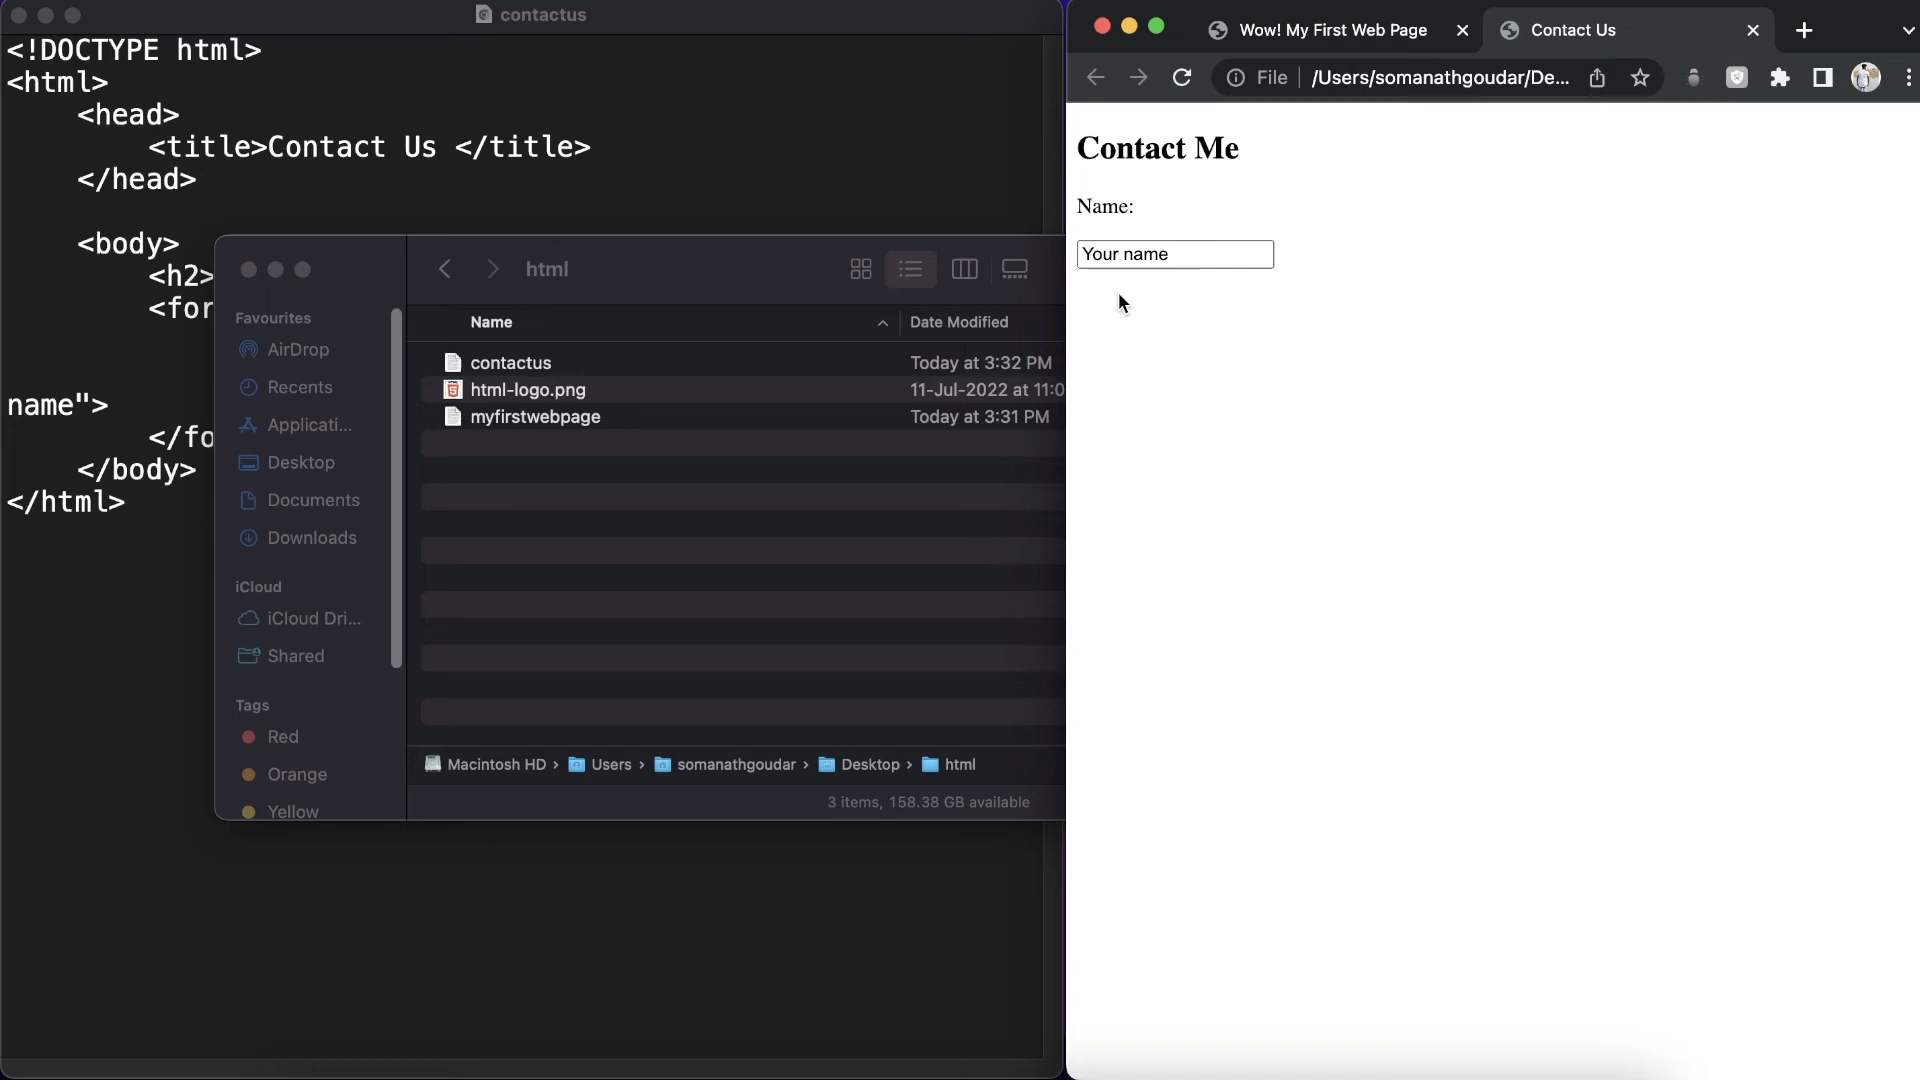 contactus
<!DOCTYPE html>
<html>
<head>
<title>Contact Us </title>
</head>
<body>
<h2>
<for
name">
</fo
</body>
</html>
html
Favourites
AirDrop
Recents
Applicati...
Desktop
Documents
Downloads
iCloud
iCloud Dri...
Shared
Tags
Red
Orange
Yellow
Name Date Modified
contactus Today at 3:32 PM
html-logo.png 11-Jul-2022 at 11:0
myfirstwebpage Today at 3:31 PM
Macintosh HD › Users › somanathgoudar › Desktop › html
3 items, 158.38 GB available
Wow! My First Web Page
Contact Us
File /Users/somanathgoudar/De...
Contact Me
Name:
Your name